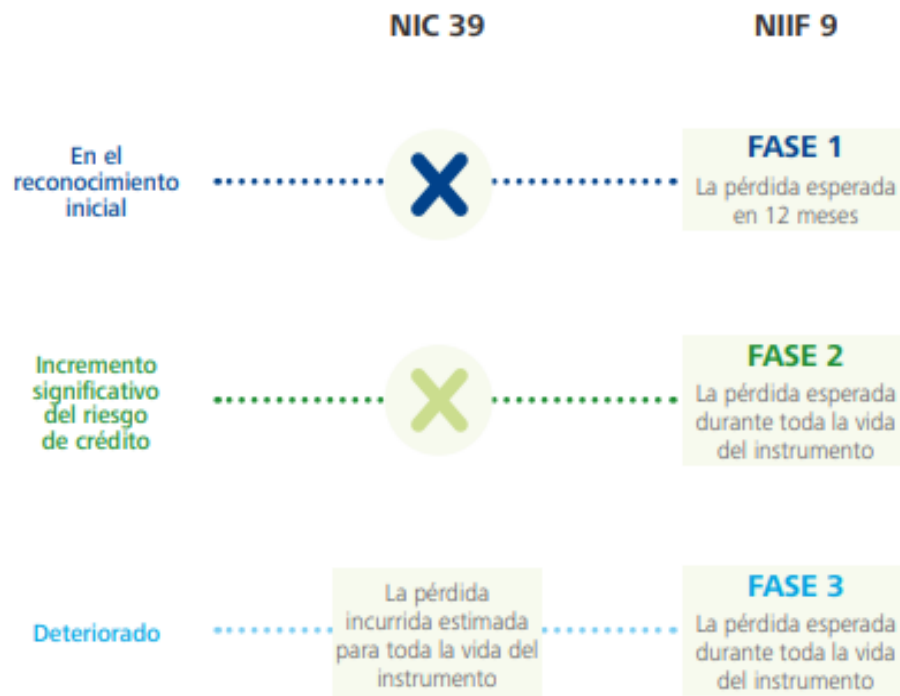 NIC 39
NIIF 9
En el
reconocimiento
inicial
FASE 1
La pérdida esperada
en 12 meses
Incremento
significativo
del riesgo
de crédito
FASE 2
La pérdida esperada
durante toda la vida
del instrumento
Deteriorado
La pérdida
incurrida estimada
para toda la vida del
instrumento
FASE 3
La pérdida esperada
durante toda la vida
del instrumento